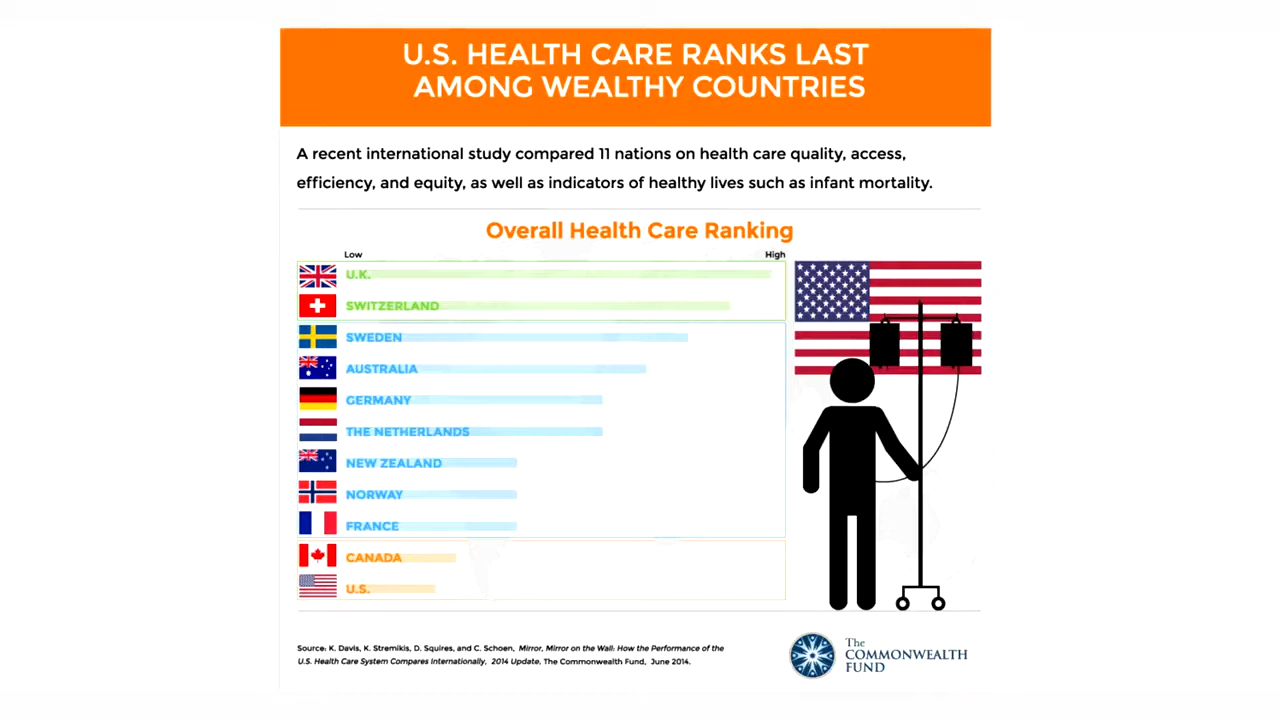 U.S. HEALTH CARE RANKS LAST
AMONG WEALTHY COUNTRIES
A recent international study compared 11 nations on health care quality, access,
efficiency, and equity, as well as indicators of healthy lives such as infant mortality.
Overall Health Care Ranking
Low High
U.K.
SWITZERLAND
SWEDEN
AUSTRALIA
GERMANY
THE NETHERLANDS
NEW ZEALAND
NORWAY
FRANCE
CANADA
U.S.
Source: K. Davis, K. Stremikis, D. Squires, and C. Schoen, Mirror, Mirror on the Wall: How the Performance of the
U.S. Health Care System Compares Internationally, 2014 Update, The Commonwealth Fund, June 2014.
The
COMMONWEALTH
FUND